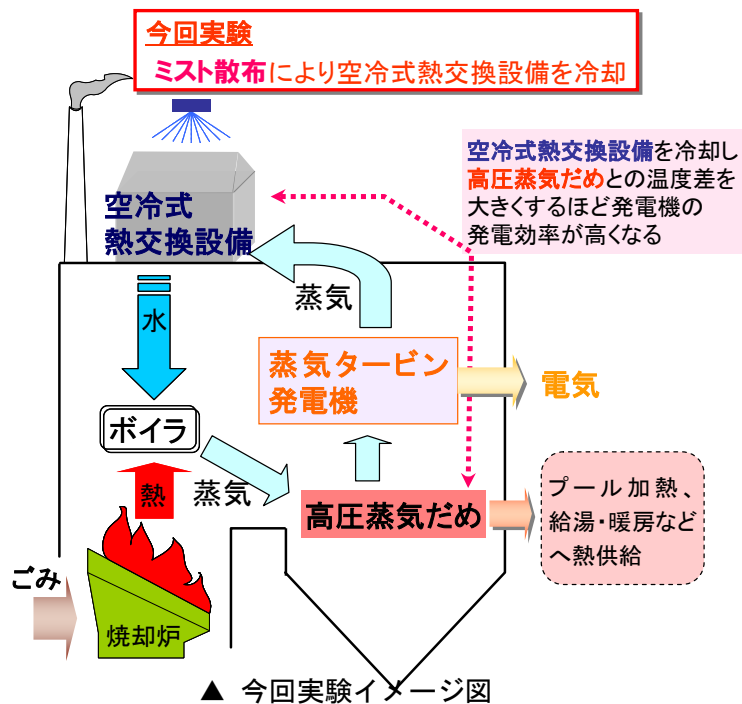 今回実験
ミスト散布により空冷式熱交換設備を冷却
空冷式熱交換設備を冷却し
高圧蒸気だめとの温度差を
大きくするほど発電機の
発電効率が高くなる
空冷式
熱交換設備
蒸気
水
蒸気タービン
発電機
電気
ボイラ
熱
蒸気
高圧蒸気だめ
プール加熱、
給湯・暖房など
へ熱供給
ごみ
焼却炉
▲ 今回実験イメージ図